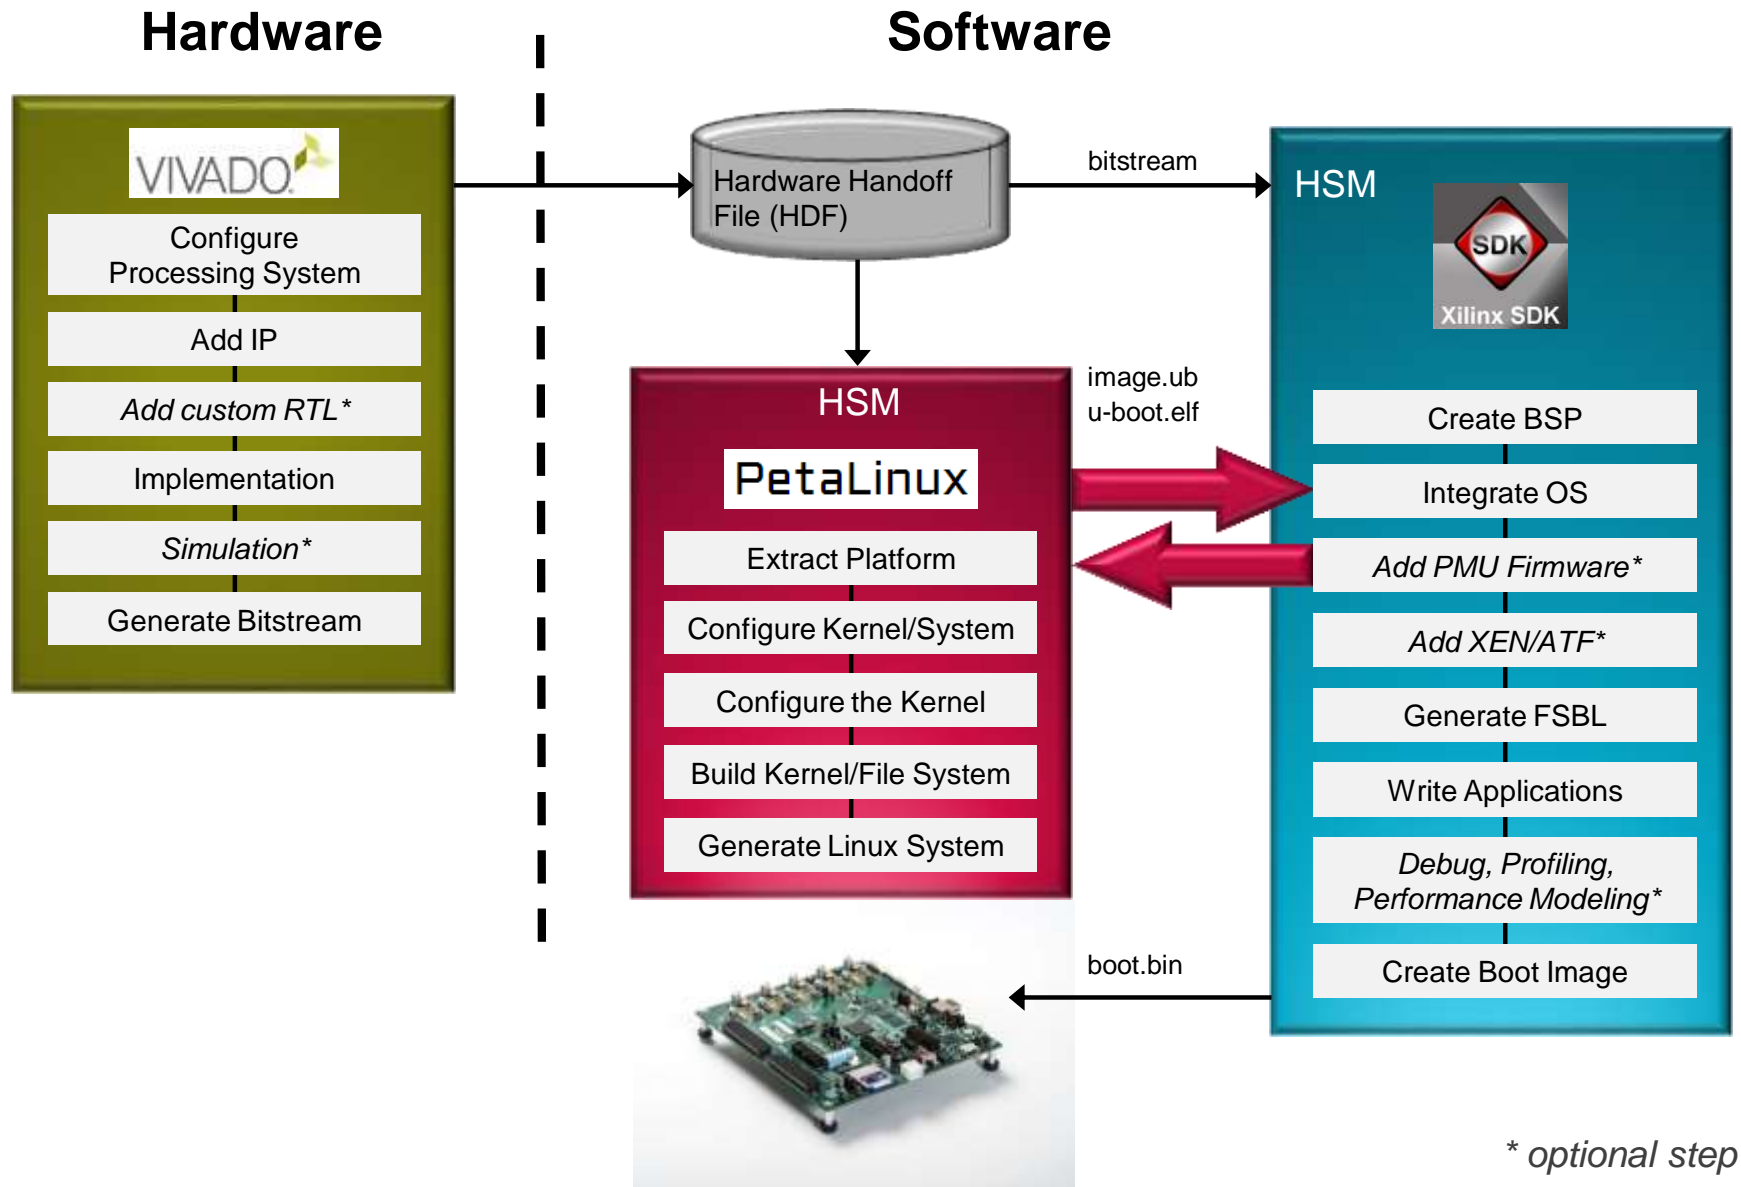 Hardware
Software
VIVADO
Configure
Processing System
Add IP
Add custom RTL*
Implementation
Simulation*
Generate Bitstream
Hardware Handoff
File (HDF)
bitstream
HSM
PetaLinux
Extract Platform
Configure Kernel/System
Configure the Kernel
Build Kernel/File System
Generate Linux System
image.ub
u-boot.elf
HSM
SDK
Xilinx SDK
Create BSP
Integrate OS
Add PMU Firmware*
Add XEN/ATF*
Generate FSBL
Write Applications
Debug, Profiling,
Performance Modeling*
Create Boot Image
boot.bin
* optional step